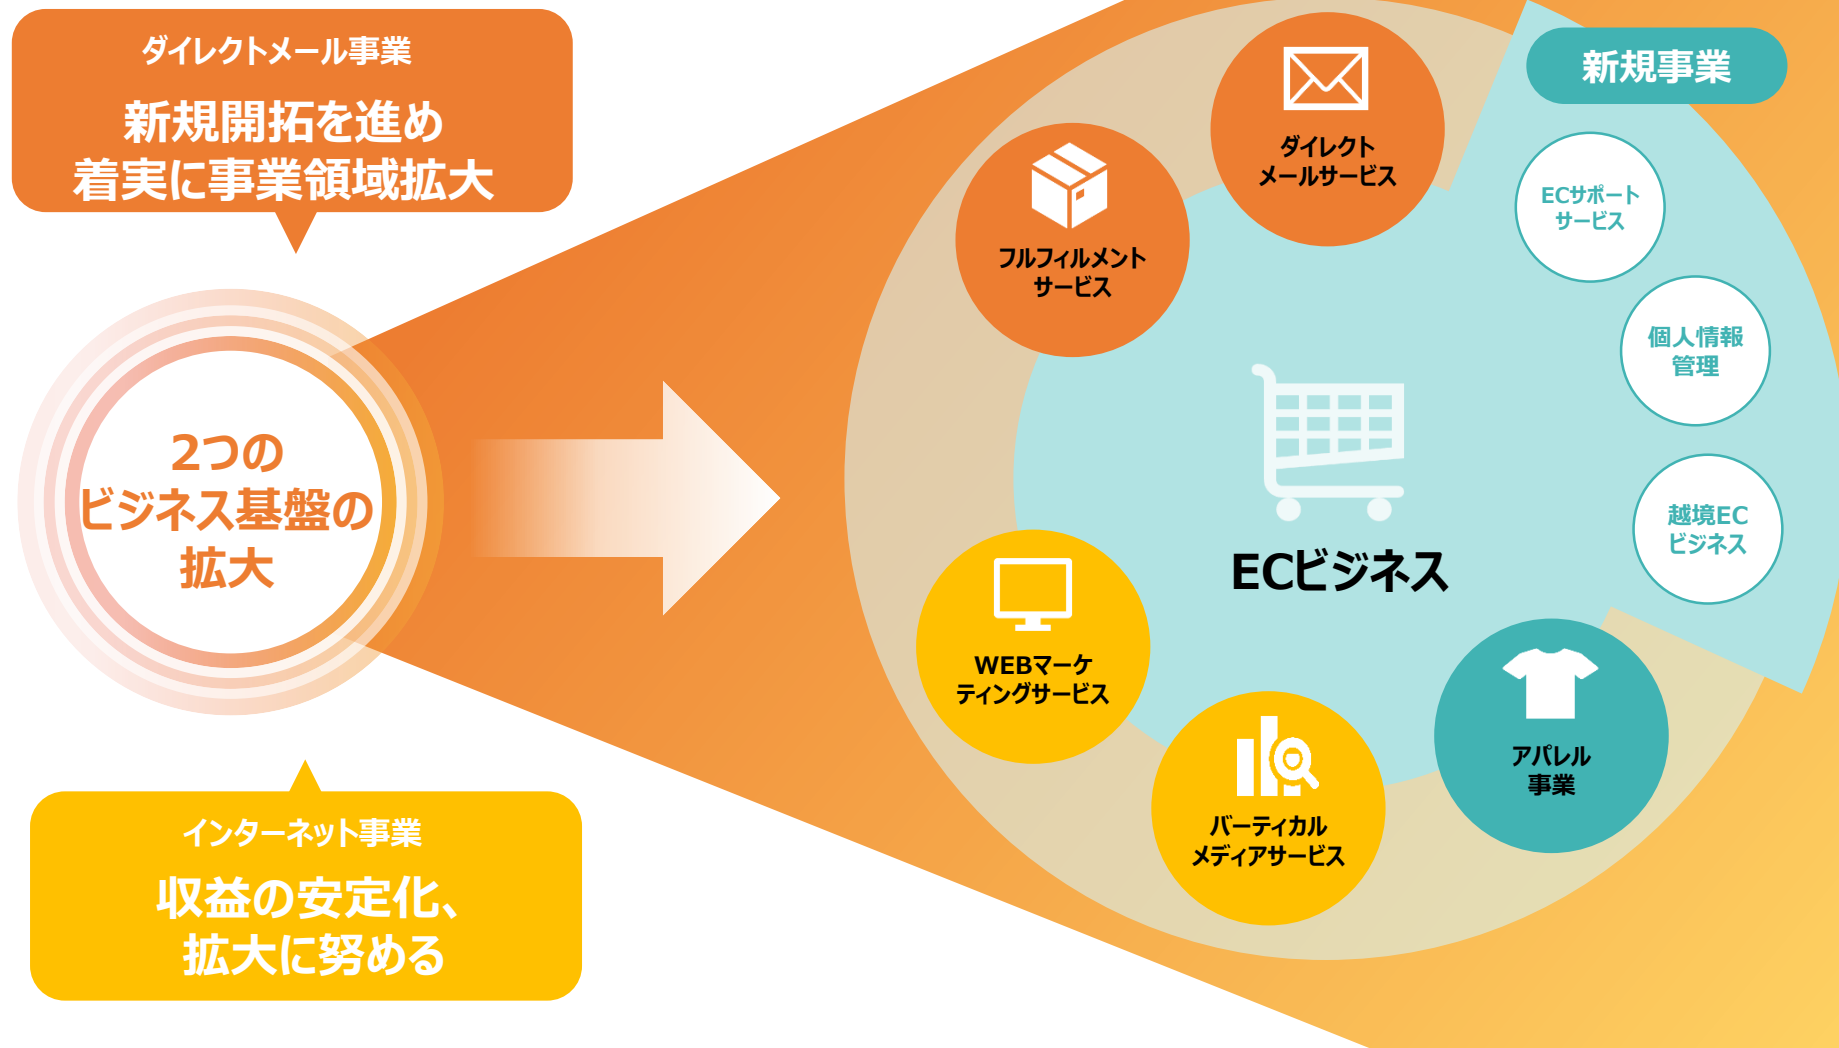 ダイレクトメール事業
新規開拓を進め
着実に事業領域拡大
2つの
ビジネス基盤の
拡大
インターネット事業
収益の安定化、
拡大に努める
新規事業
ダイレクト
メールサービス
フルフィルメント
サービス
ECサポート
サービス
個人情報
管理
越境EC
ビジネス
ECビジネス
WEBマーケ
ティングサービス
バーティカル
メディアサービス
アパレル
事業